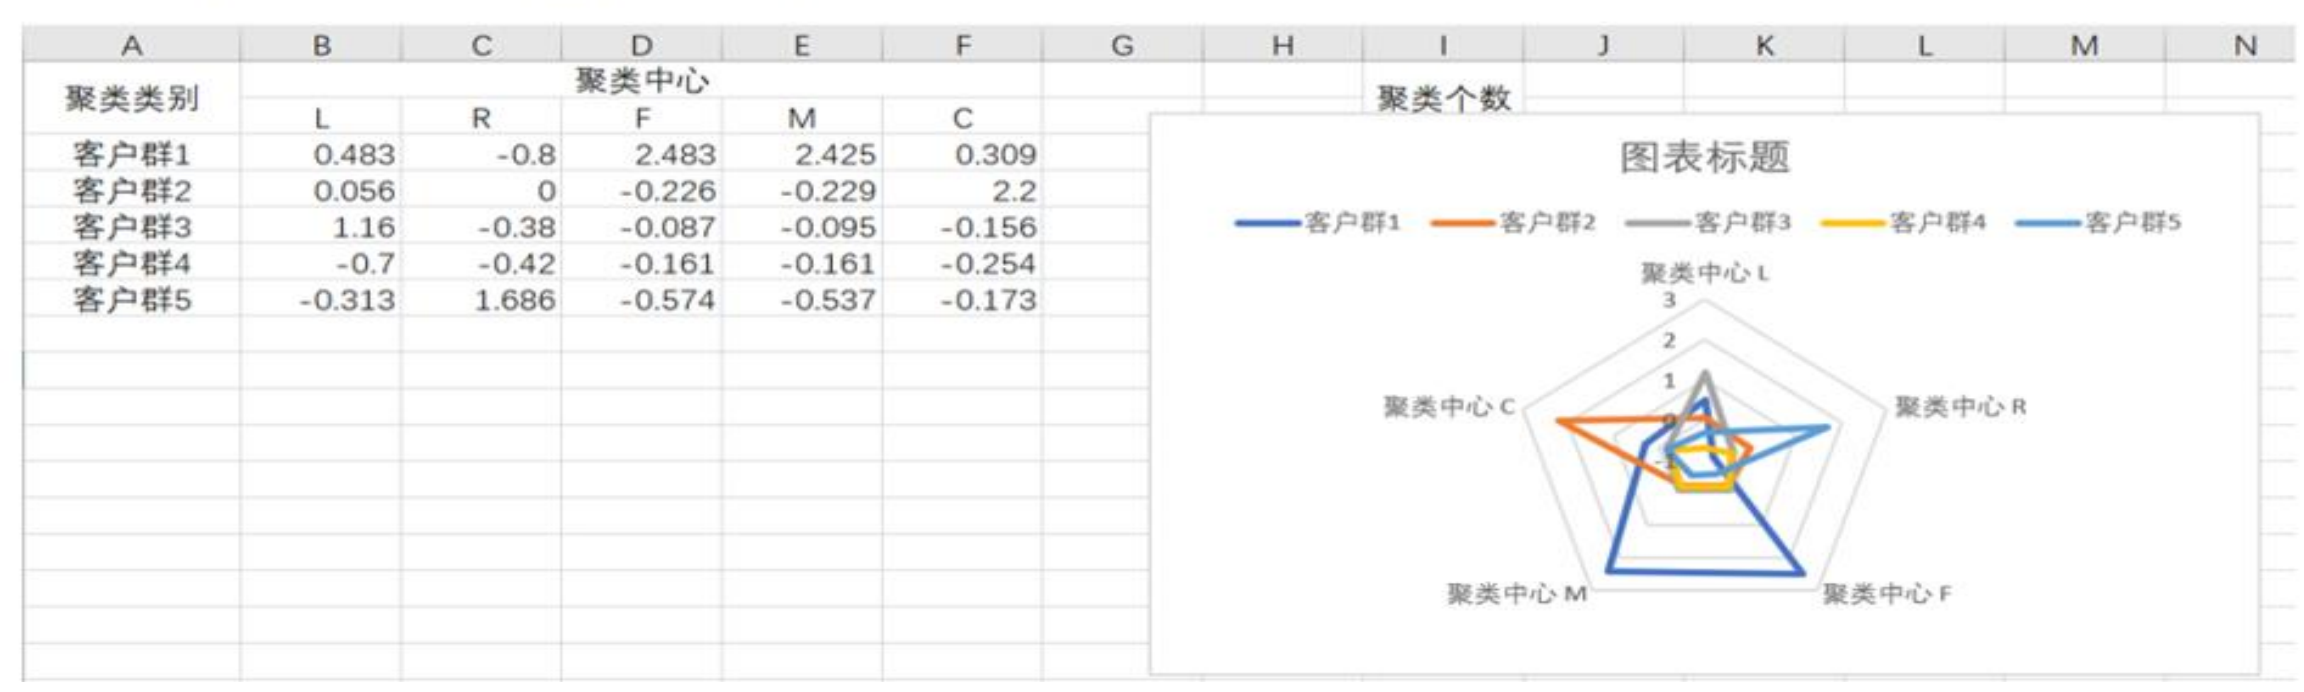 A B C D E F G H I J K L M N
聚类类别 聚类中心 聚类个数
L R F M C
客户群1 0.483 -0.8 2.483 2.425 0.309
客户群2 0.056 0 -0.226 -0.229 2.2
客户群3 1.16 -0.38 -0.087 -0.095 -0.156
客户群4 -0.7 -0.42 -0.161 -0.161 -0.254
客户群5 -0.313 1.686 -0.574 -0.537 -0.173
图表标题
客户群1 客户群2 客户群3 客户群4 客户群5
聚类中心 L
3
2
1
0
-1
聚类中心 C
聚类中心 R
聚类中心 M
聚类中心 F